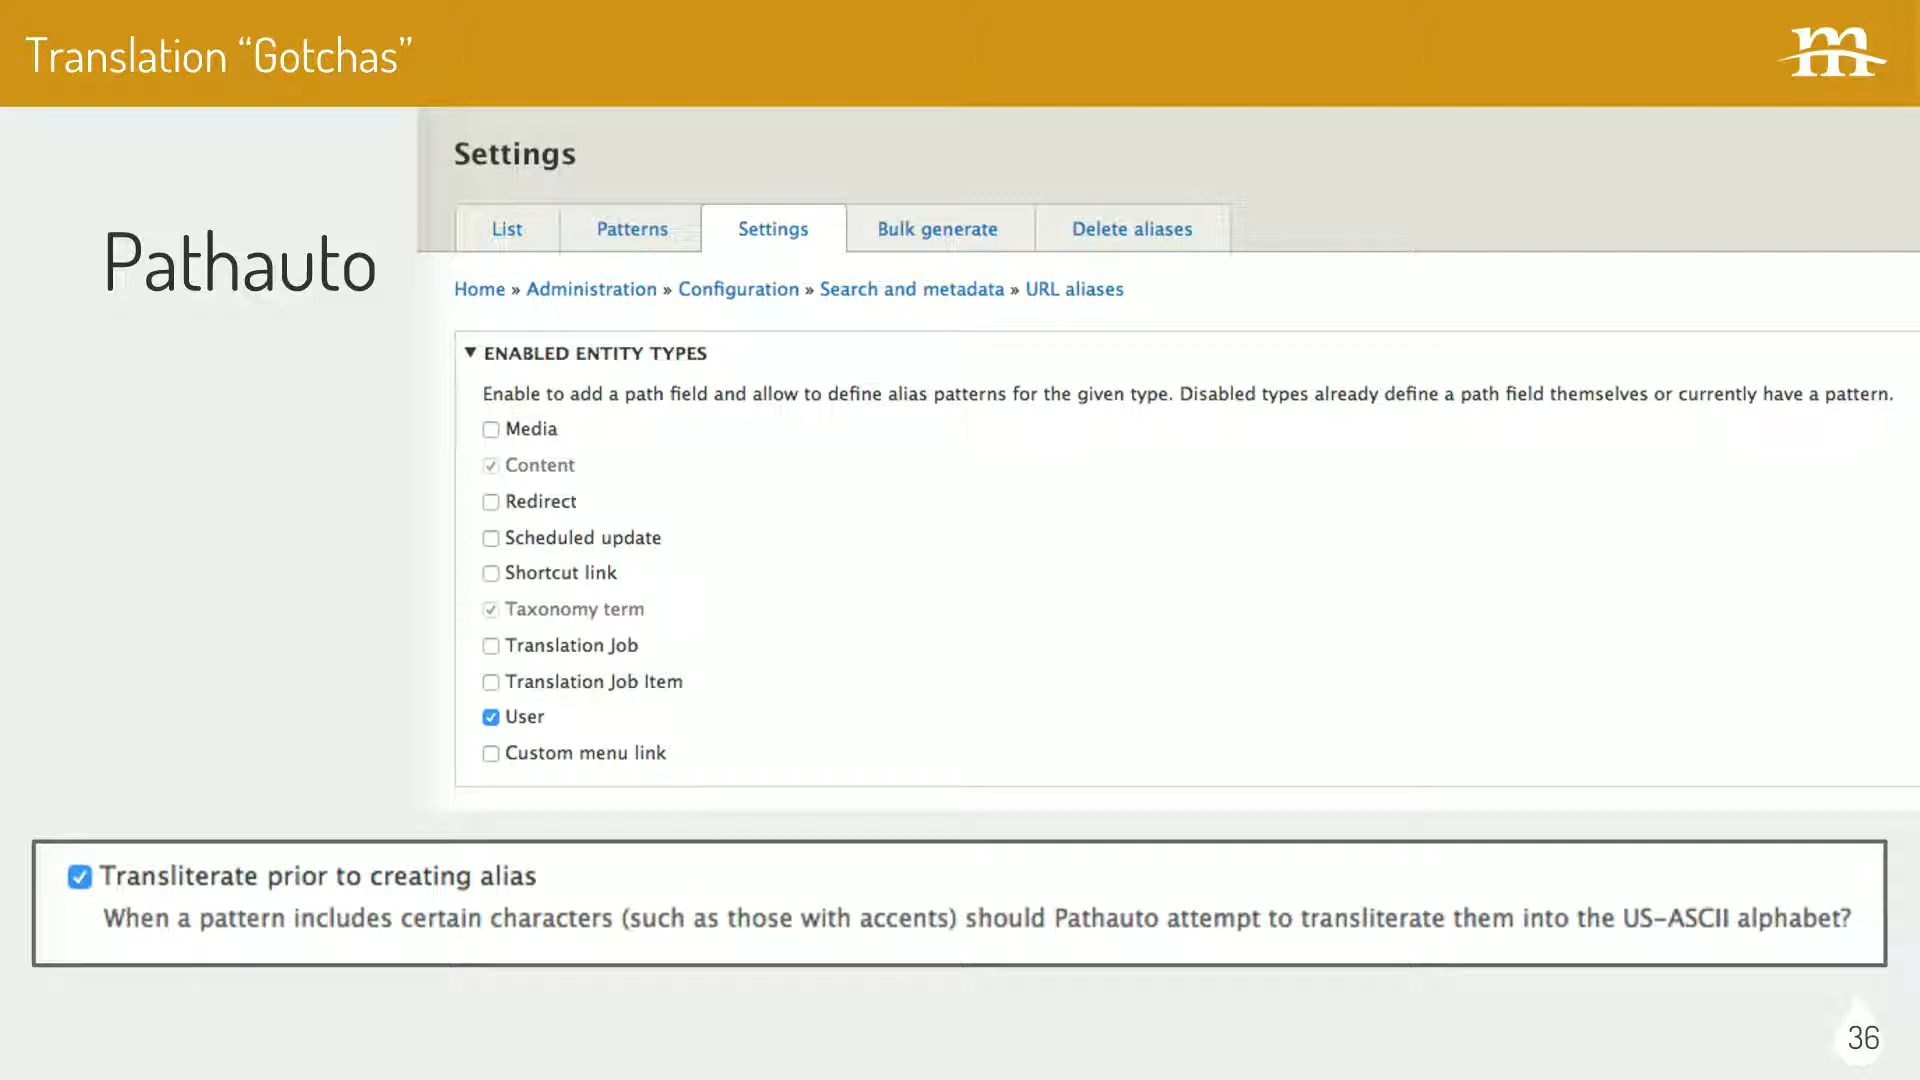 Translation “Gotchas”
m
Pathauto
Settings
List Patterns Settings Bulk generate Delete aliases
Home » Administration » Configuration » Search and metadata » URL aliases
ENABLED ENTITY TYPES
Enable to add a path field and allow to define alias patterns for the given type. Disabled types already define a path field themselves or currently have a pattern.
Media
Content
Redirect
Scheduled update
Shortcut link
Taxonomy term
Translation Job
Translation Job Item
User
Custom menu link
Transliterate prior to creating alias
When a pattern includes certain characters (such as those with accents) should Pathauto attempt to transliterate them into the US-ASCII alphabet?
36